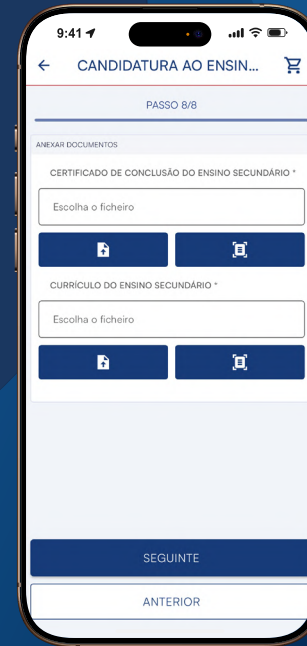 9:41
CANDIDATURA AO ENSIN...
PASSO 8/8
ANEXAR DOCUMENTOS
CERTIFICADO DE CONCLUSÃO DO ENSINO SECUNDÁRIO *
Escolha o ficheiro
CURRÍCULO DO ENSINO SECUNDÁRIO *
Escolha o ficheiro
SEGUINTE
ANTERIOR